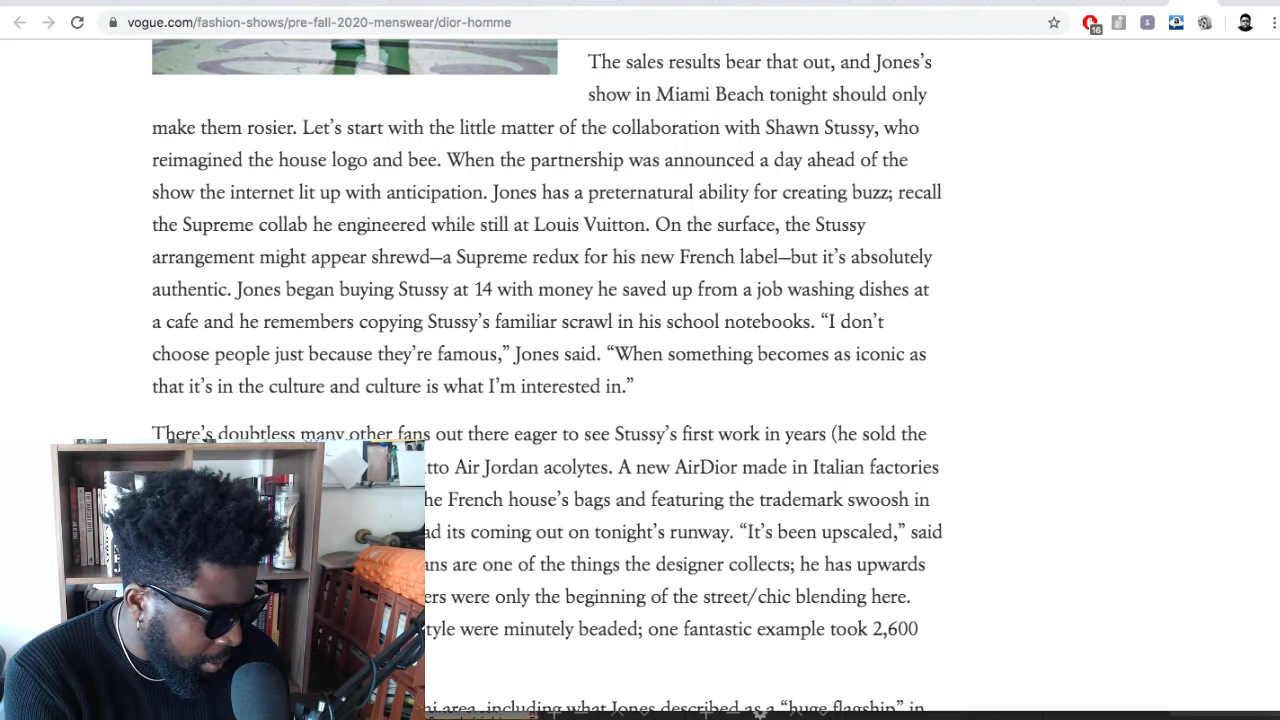 vogue.com/fashion-shows/pre-fall-2020-menswear/dior-homme
16
The sales results bear that out, and Jones’s
show in Miami Beach tonight should only
make them rosier. Let’s start with the little matter of the collaboration with Shawn Stussy, who
reimagined the house logo and bee. When the partnership was announced a day ahead of the
show the internet lit up with anticipation. Jones has a preternatural ability for creating buzz; recall
the Supreme collab he engineered while still at Louis Vuitton. On the surface, the Stussy
arrangement might appear shrewd—a Supreme redux for his new French label—but it’s absolutely
authentic. Jones began buying Stussy at 14 with money he saved up from a job washing dishes at
a cafe and he remembers copying Stussy’s familiar scrawl in his school notebooks. “I don’t
choose people just because they’re famous,” Jones said. “When something becomes as iconic as
that it’s in the culture and culture is what I’m interested in.”
There’s doubtless many other fans out there eager to see Stussy’s first work in years (he sold the
Air Jordan acolytes. A new AirDior made in Italian factories
the French house’s bags and featuring the trademark swoosh in
its coming out on tonight’s runway. “It’s been upscaled,” said
are one of the things the designer collects; he has upwards
were only the beginning of the street/chic blending here.
style were minutely beaded; one fantastic example took 2,600
area, including what Jones described as a “huge flagship” in